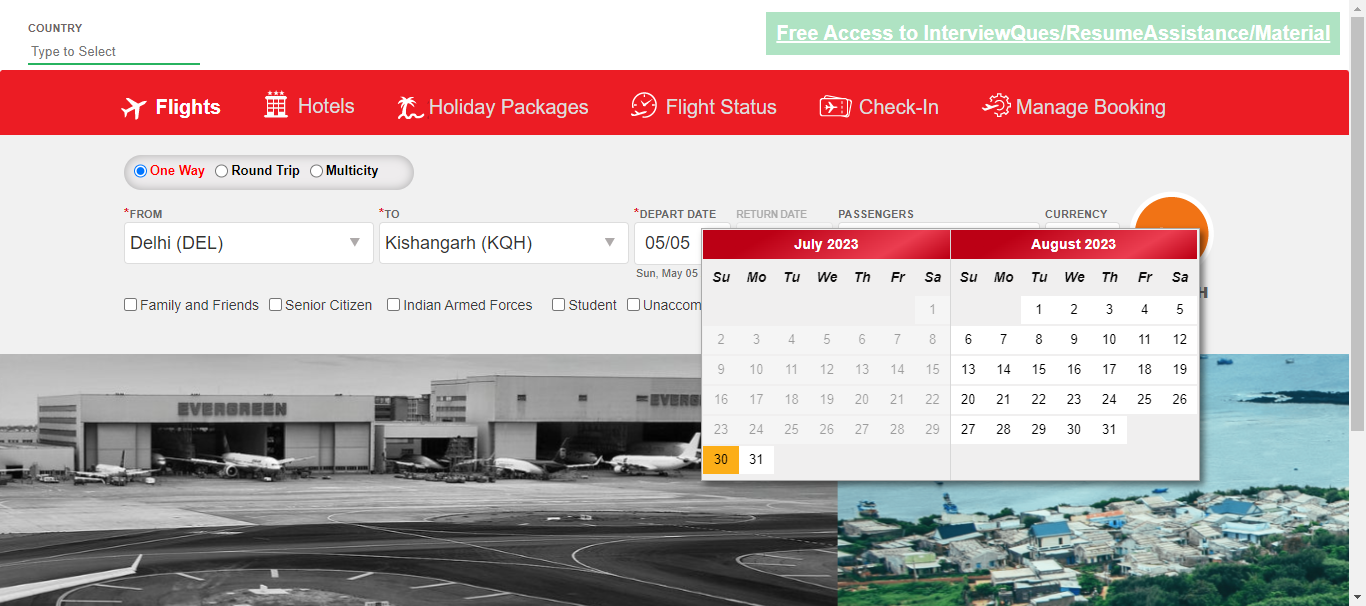 COUNTRY
Type to Select
Free Access to InterviewQues/ResumeAssistance/Material
Flights
Hotels
Holiday Packages
Flight Status
Check-In
Manage Booking
One Way
Round Trip
Multicity
*FROM
*TO
*DEPART DATE
RETURN DATE
PASSENGERS
CURRENCY
Delhi (DEL)
Kishangarh (KQH)
05/05
Sun, May 05
Family and Friends
Senior Citizen
Indian Armed Forces
Student
Unaccom
H
July 2023
Su Mo Tu We Th Fr Sa
1
2 3 4 5 6 7 8
9 10 11 12 13 14 15
16 17 18 19 20 21 22
23 24 25 26 27 28 29
30 31
August 2023
Su Mo Tu We Th Fr Sa
1 2 3 4 5
6 7 8 9 10 11 12
13 14 15 16 17 18 19
20 21 22 23 24 25 26
27 28 29 30 31
EVERGREEN
EVERG